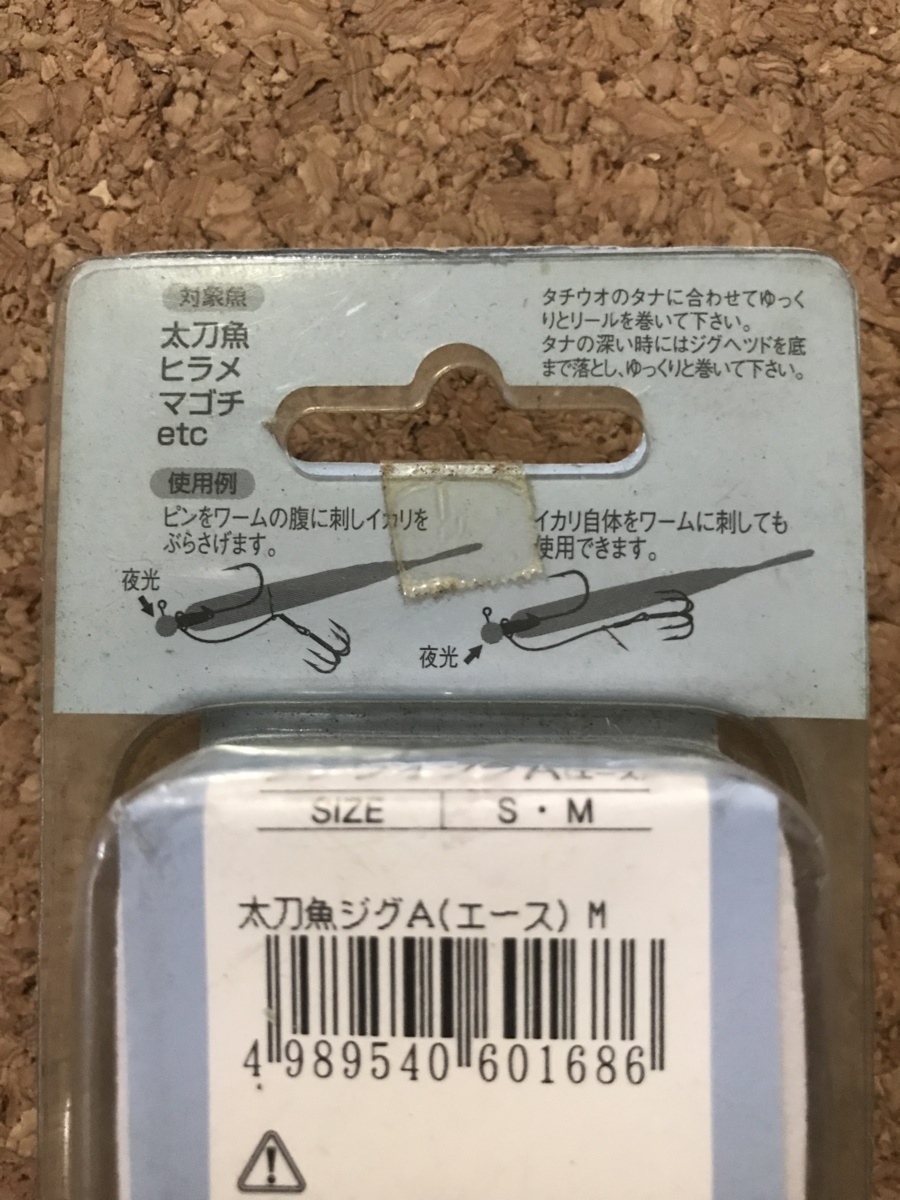 対象魚
太刀魚
ヒラメ
マゴチ
etc
タチウオのタナに合わせてゆっく
りとリールを巻いて下さい。
タナの深い時にはジグヘッドを底
まで落とし、ゆっくりと巻いて下さい。
使用例
ピンをワームの腹に刺しイカリを
ぶらさげます。
夜光
イカリ自体をワームに刺しても
使用できます。
夜光
SIZE S・M
太刀魚ジグA(エース) M
4 989540 601686